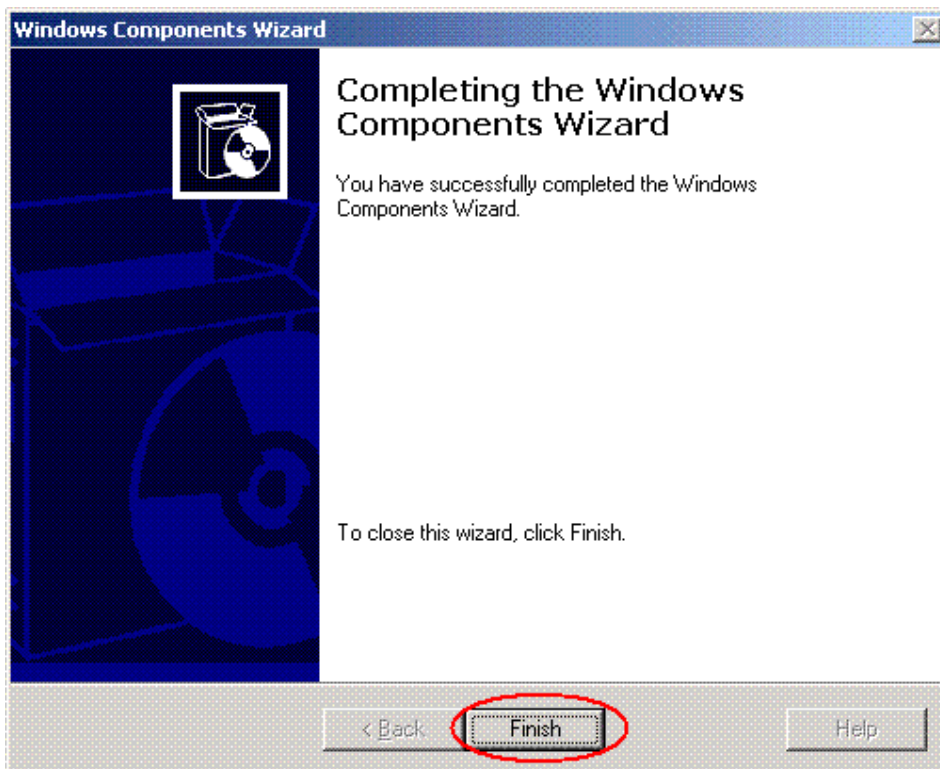 Windows Components Wizard
Completing the Windows
Components Wizard
You have successfully completed the Windows
Components Wizard.
To close this wizard, click Finish.
< Back
Finish
Help